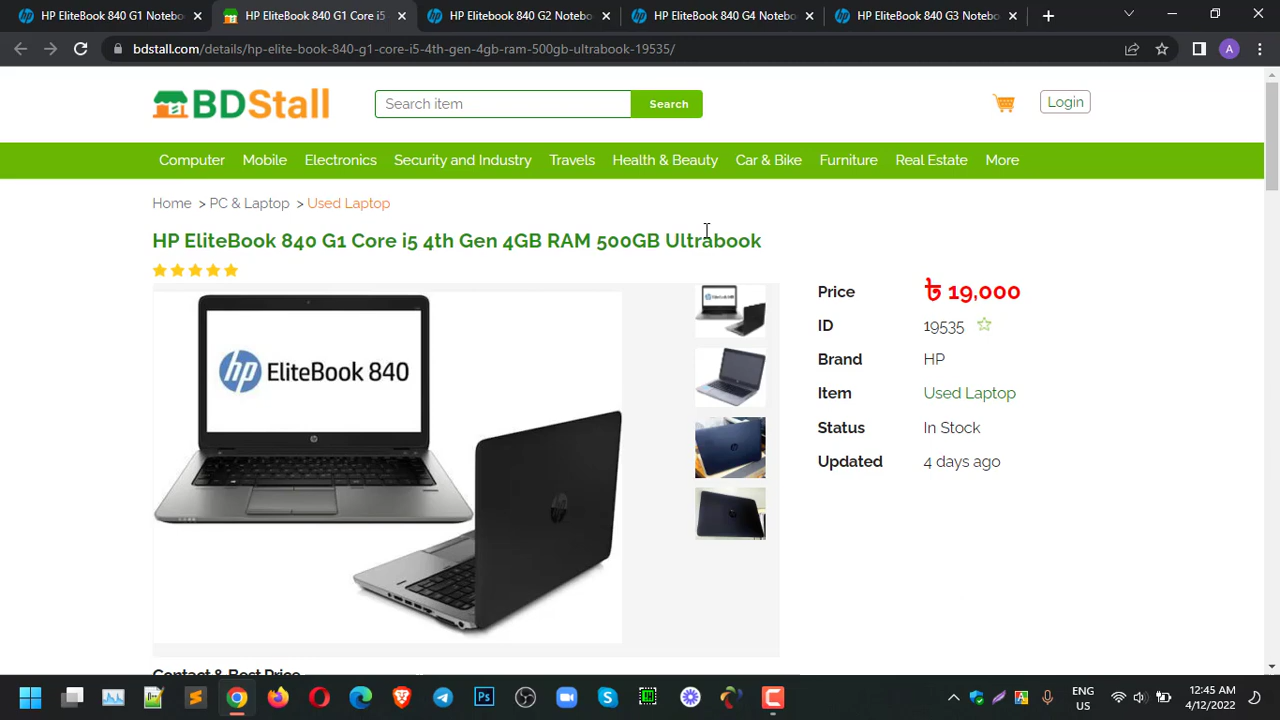 HP EliteBook 840 G1 Notebo
HP EliteBook 840 G1 Core i5
HP Elitebook 840 G2 Notebo
HP Elitebook 840 G4 Notebo
HP EliteBook 840 G3 Notebo
A
bdstall.com/details/hp-elite-book-840-g1-core-i5-4th-gen-4gb-ram-500gb-ultrabook-19535/
BDStall
Search item
Search
Login
Computer Mobile Electronics Security and Industry Travels Health & Beauty Car & Bike Furniture Real Estate More
Home > PC & Laptop > Used Laptop
HP EliteBook 840 G1 Core i5 4th Gen 4GB RAM 500GB Ultrabook
hp EliteBook 840
Price ৳ 19,000
ID 19535
Brand HP
Item Used Laptop
Status In Stock
Updated 4 days ago
Contact & Best Price
ENG
US
12:45 AM
4/12/2022